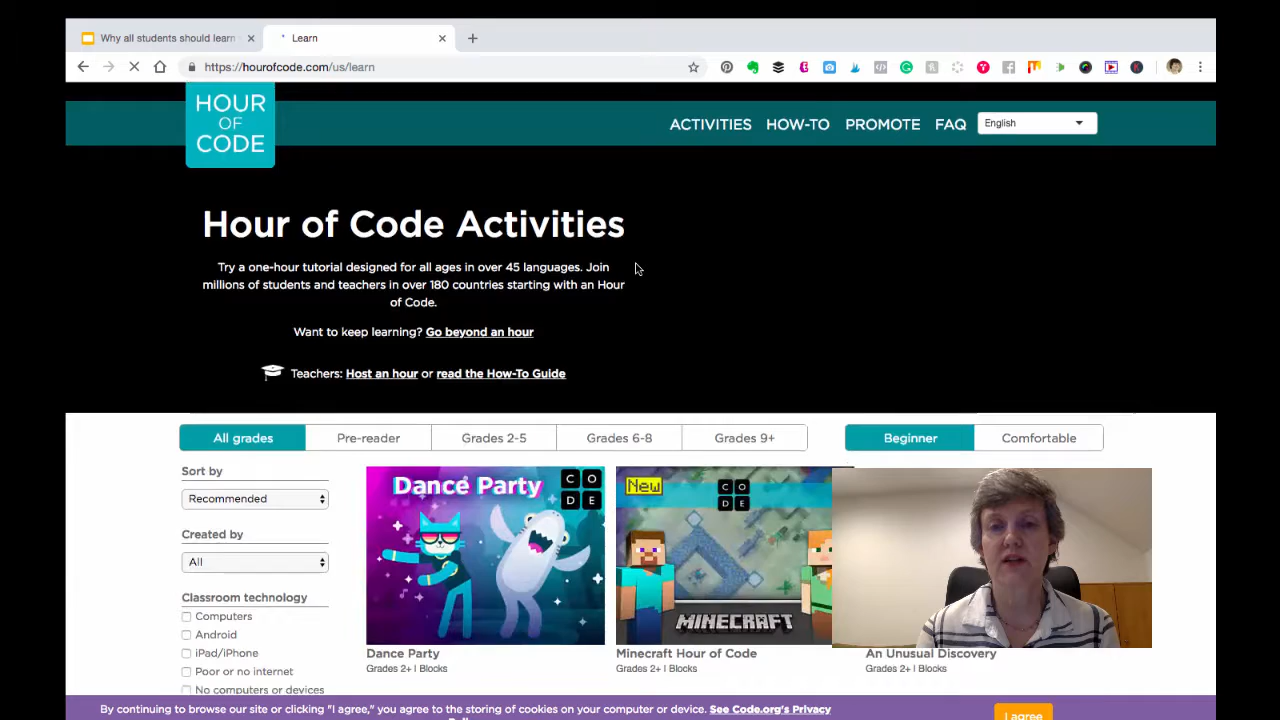 Why all students should learn
Learn
https://hourofcode.com/us/learn
HOUR
OF
CODE
ACTIVITIES HOW-TO PROMOTE FAQ English
Hour of Code Activities
Try a one-hour tutorial designed for all ages in over 45 languages. Join
millions of students and teachers in over 180 countries starting with an Hour
of Code.
Want to keep learning? Go beyond an hour
Teachers: Host an hour or read the How-To Guide
All grades Pre-reader Grades 2-5 Grades 6-8 Grades 9+ Beginner Comfortable
Sort by
Recommended
Created by
All
Classroom technology
Computers
Android
iPad/iPhone
Poor or no internet
No computers or devices
Dance Party
C O
D E
Dance Party
Grades 2+ | Blocks
New
C O
D E
MINECRAFT
Minecraft Hour of Code
Grades 2+ | Blocks
An Unusual Discovery
Grades 2+ | Blocks
By continuing to browse our site or clicking "I agree," you agree to the storing of cookies on your computer or device. See Code.org's Privacy
I agree